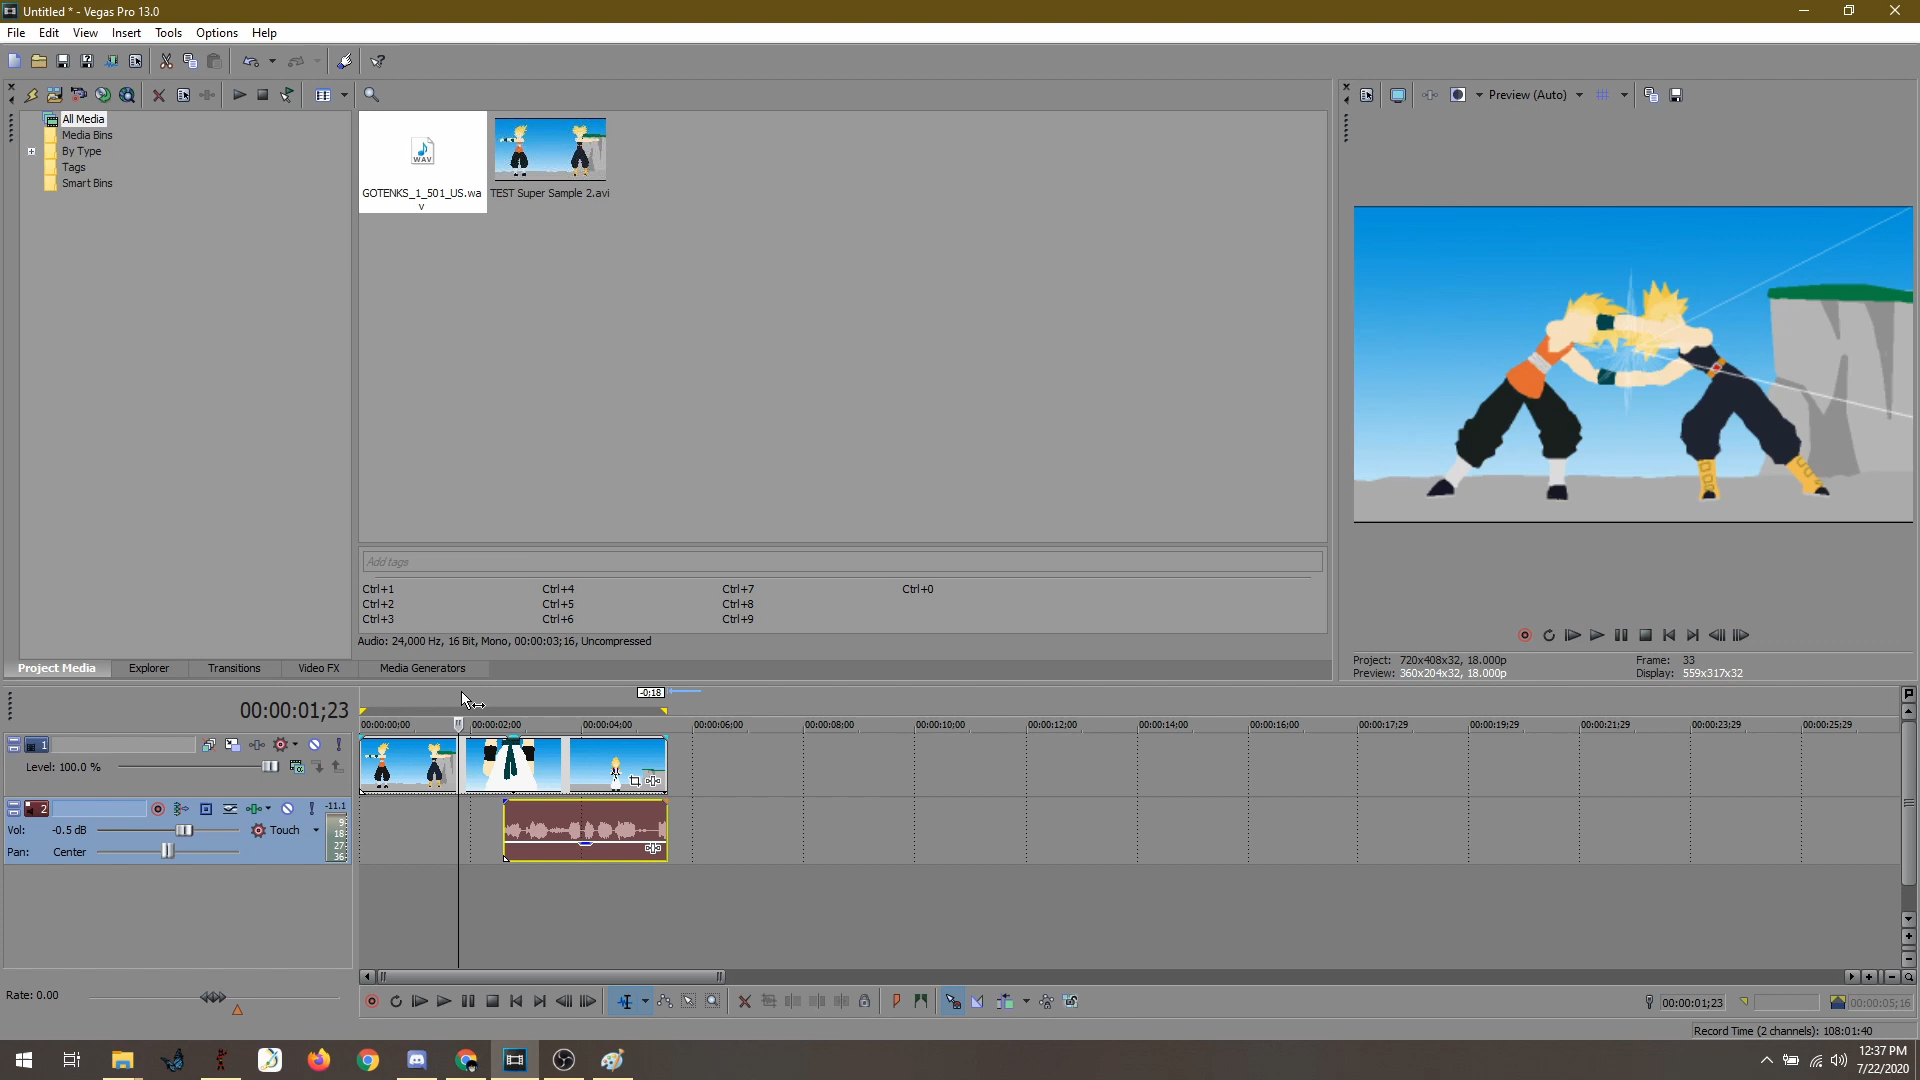 Untitled * - Vegas Pro 13.0
File Edit View Insert Tools Options Help
Preview (Auto)
All Media
Media Bins
By Type
Tags
Smart Bins
WAV
GOTENKS_1_501_US.wa
v
TEST Super Sample 2.avi
Add tags
Ctrl+1 Ctrl+4 Ctrl+7 Ctrl+0
Ctrl+2 Ctrl+5 Ctrl+8
Ctrl+3 Ctrl+6 Ctrl+9
Audio: 24,000 Hz, 16 Bit, Mono, 00:00:03;16, Uncompressed
Project Media Explorer Transitions Video FX Media Generators
Project: 720x408x32, 18.000p Frame: 33
Preview: 360x204x32, 18.000p Display: 559x317x32
00:00:01;23
-0:18
00:00:00;00 00:00:02;00 00:00:04;00 00:00:06;00 00:00:08;00 00:00:10;00 00:00:12;00 00:00:14;00 00:00:16;00 00:00:17;29 00:00:19;29 00:00:21;29 00:00:23;29 00:00:25;29
1
Level: 100.0 %
2
-11.1
Vol: -0.5 dB Touch
Pan: Center
9
18
27
36
Rate: 0.00
00:00:01;23
00:00:05;16
Record Time (2 channels): 108:01:40
12:37 PM
7/22/2020